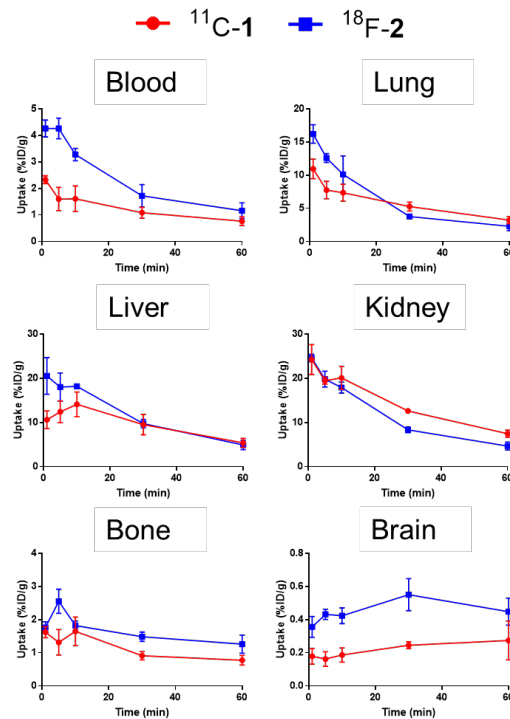 ¹¹C-1 ¹⁸F-2
Blood Lung
Uptake (%ID/g) 5 4 3 2 1 0 0 20 40 60 Time (min)
Uptake (%ID/g) 20 15 10 5 0 0 20 40 60 Time (min)
Liver Kidney
Uptake (%ID/g) 30 20 10 0 0 20 40 60 Time (min)
Uptake (%ID/g) 30 20 10 0 0 20 40 60 Time (min)
Bone Brain
Uptake (%ID/g) 4 3 2 1 0 0 20 40 60 Time (min)
Uptake (%ID/g) 0.8 0.6 0.4 0.2 0.0 0 20 40 60 Time (min)